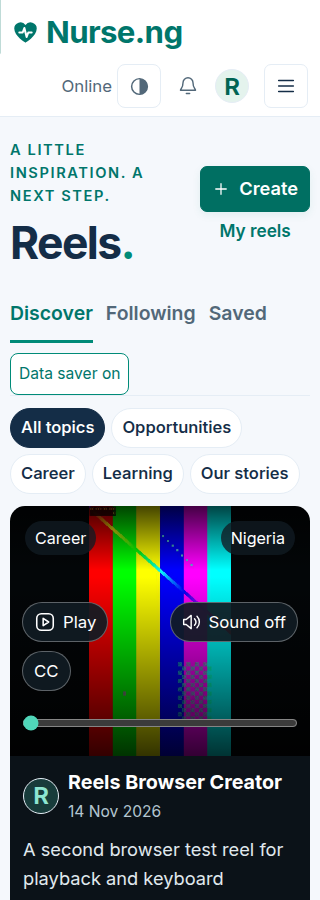 Nurse.ng
Online
R
A LITTLE
INSPIRATION. A
NEXT STEP.
Reels.
+ Create
My reels
Discover Following Saved
Data saver on
All topics Opportunities
Career Learning Our stories
Career Nigeria
Play Sound off
CC
R
Reels Browser Creator
14 Nov 2026
A second browser test reel for
playback and keyboard